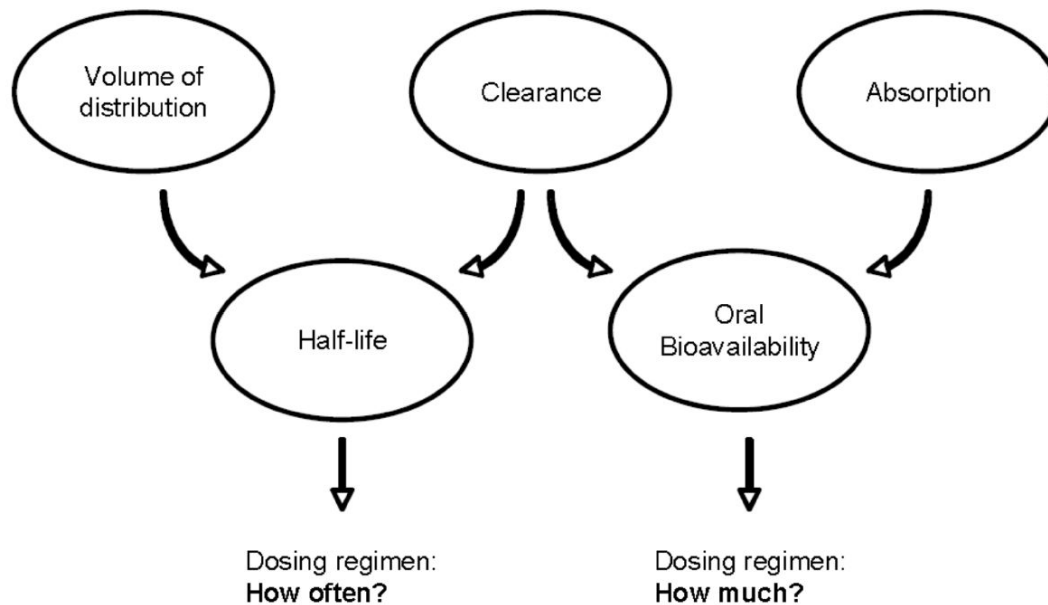 Volume of
distribution
Clearance
Absorption
Half-life
Oral
Bioavailability
Dosing regimen:
How often?
Dosing regimen:
How much?